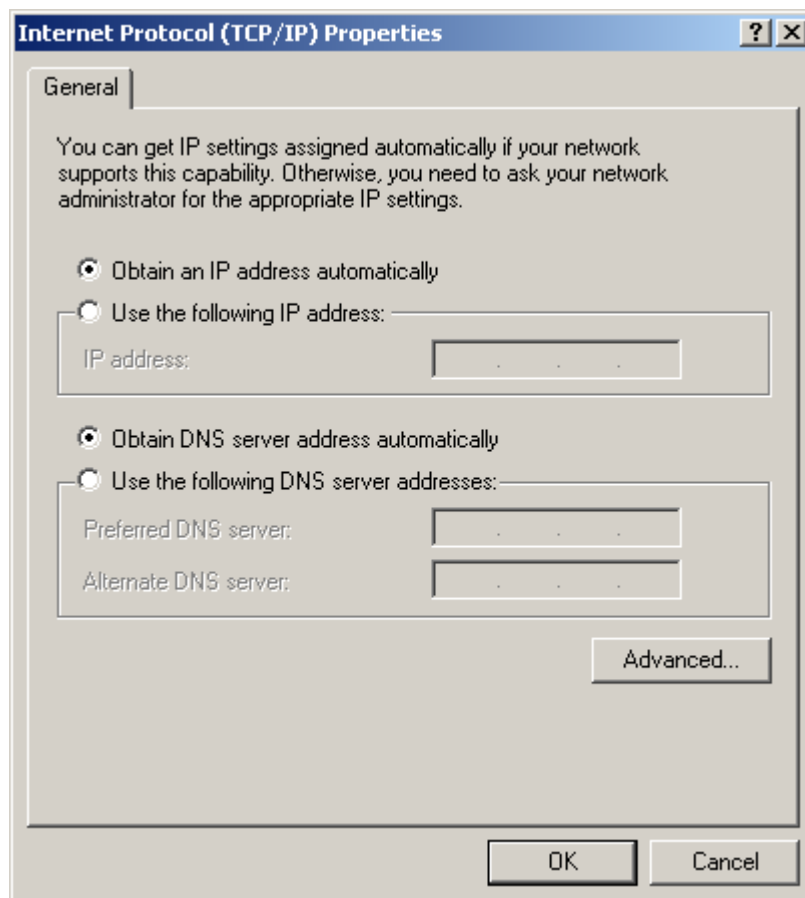 Internet Protocol (TCP/IP) Properties
General
You can get IP settings assigned automatically if your network
supports this capability. Otherwise, you need to ask your network
administrator for the appropriate IP settings.
Obtain an IP address automatically
Use the following IP address:
IP address:
Obtain DNS server address automatically
Use the following DNS server addresses:
Preferred DNS server:
Alternate DNS server:
Advanced...
OK
Cancel